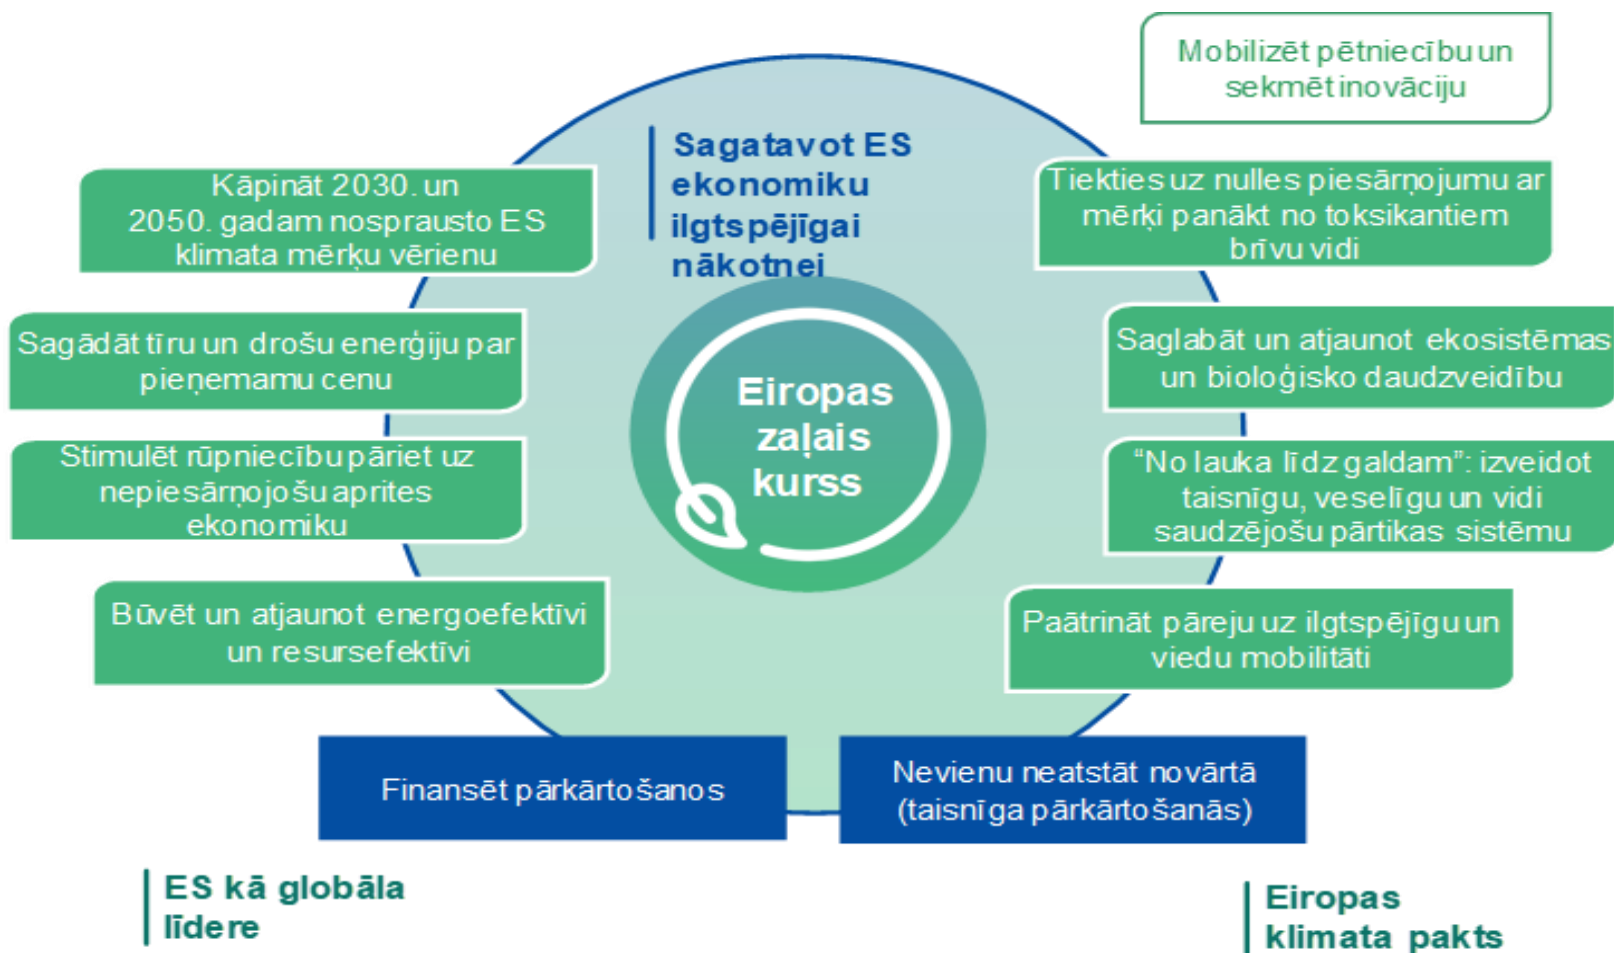 Mobilizēt pētniecību un
sekmēt inovāciju
Sagatavot ES
ekonomiku
ilgtspējīgai
nākotnei
Kāpināt 2030. un
2050. gadam nosprausto ES
klimata mērķu vērienu
Tiekties uz nulles piesārņojumu ar
mērķi panākt no toksikantiem
brīvu vidi
Sagādāt tīru un drošu enerģiju par
pieņemamu cenu
Saglabāt un atjaunot ekosistēmas
un bioloģisko daudzveidību
Eiropas
zaļais
kurss
Stimulēt rūpniecību pāriet uz
nepiesārņojošu aprites
ekonomiku
“No lauka līdz galdam”: izveidot
taisnīgu, veselīgu un vidi
saudzējošu pārtikas sistēmu
Būvēt un atjaunot energoefektīvi
un resursefektīvi
Paātrināt pāreju uz ilgtspējīgu un
viedu mobilitāti
Finansēt pārkārtošanos
Nevienu neatstāt novārtā
(taisnīga pārkārtošanās)
ES kā globāla
līdere
Eiropas
klimata pakts